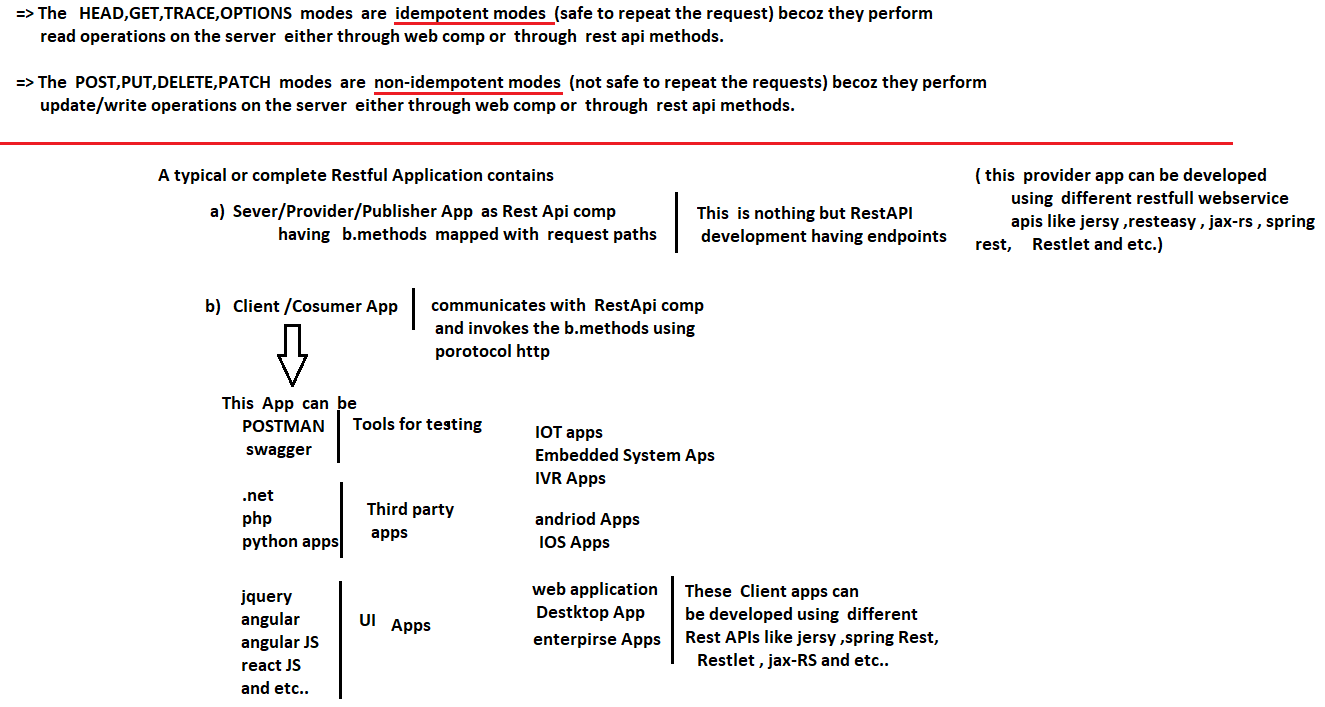 => The HEAD,GET,TRACE,OPTIONS modes are idempotent modes (safe to repeat the request) becoz they perform
read operations on the server either through web comp or through rest api methods.
=> The POST,PUT,DELETE,PATCH modes are non-idempotent modes (not safe to repeat the requests) becoz they perform
update/write operations on the server either through web comp or through rest api methods.
A typical or complete Restful Application contains
a) Sever/Provider/Publisher App as Rest Api comp
having b.methods mapped with request paths
This is nothing but RestAPI
development having endpoints
( this provider app can be developed
using different restfull webservice
apis like jersy ,resteasy , jax-rs , spring
rest, Restlet and etc.)
b) Client /Cosumer App
communicates with RestApi comp
and invokes the b.methods using
porotocol http
This App can be
POSTMAN
swagger
Tools for testing
.net
php
python apps
Third party
apps
jquery
angular
angular JS
react JS
and etc..
UI Apps
IOT apps
Embedded System Aps
IVR Apps
andriod Apps
IOS Apps
web application
Destktop App
enterpirse Apps
These Client apps can
be developed using different
Rest APIs like jersy ,spring Rest,
Restlet , jax-RS and etc..